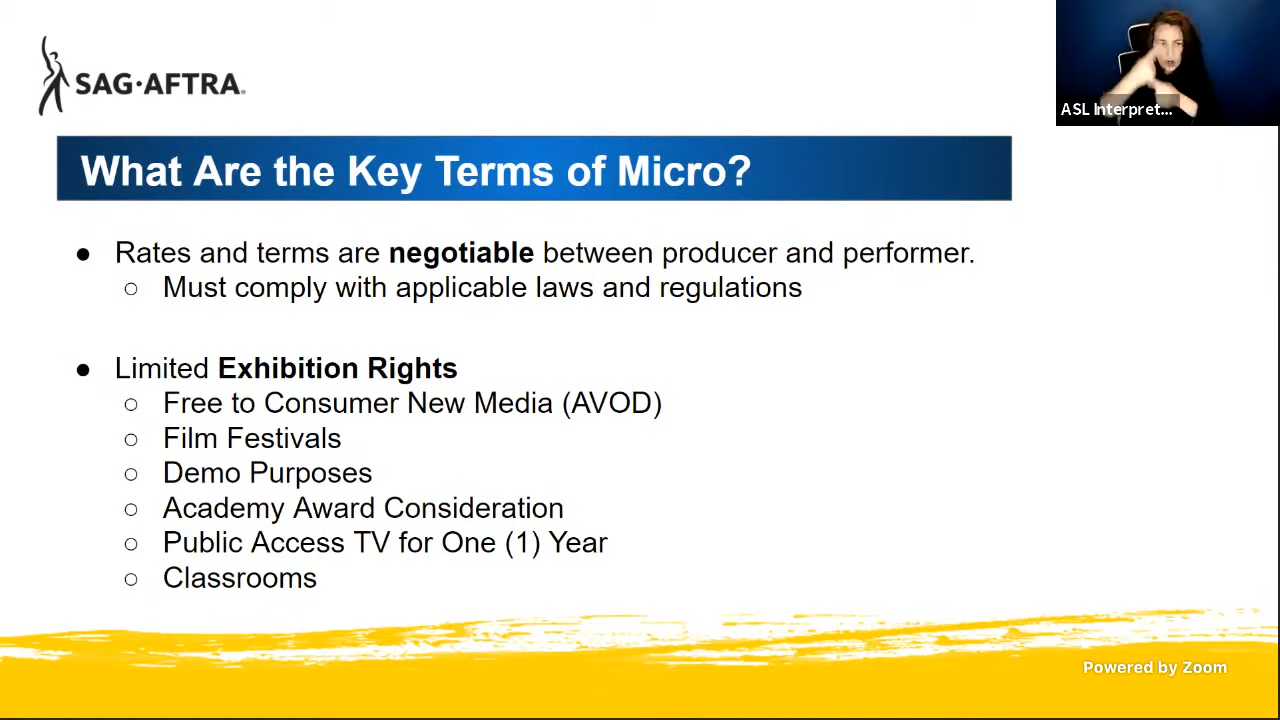 SAG·AFTRA
ASL Interpret...
What Are the Key Terms of Micro?
● Rates and terms are negotiable between producer and performer.
○ Must comply with applicable laws and regulations
● Limited Exhibition Rights
○ Free to Consumer New Media (AVOD)
○ Film Festivals
○ Demo Purposes
○ Academy Award Consideration
○ Public Access TV for One (1) Year
○ Classrooms
Powered by Zoom